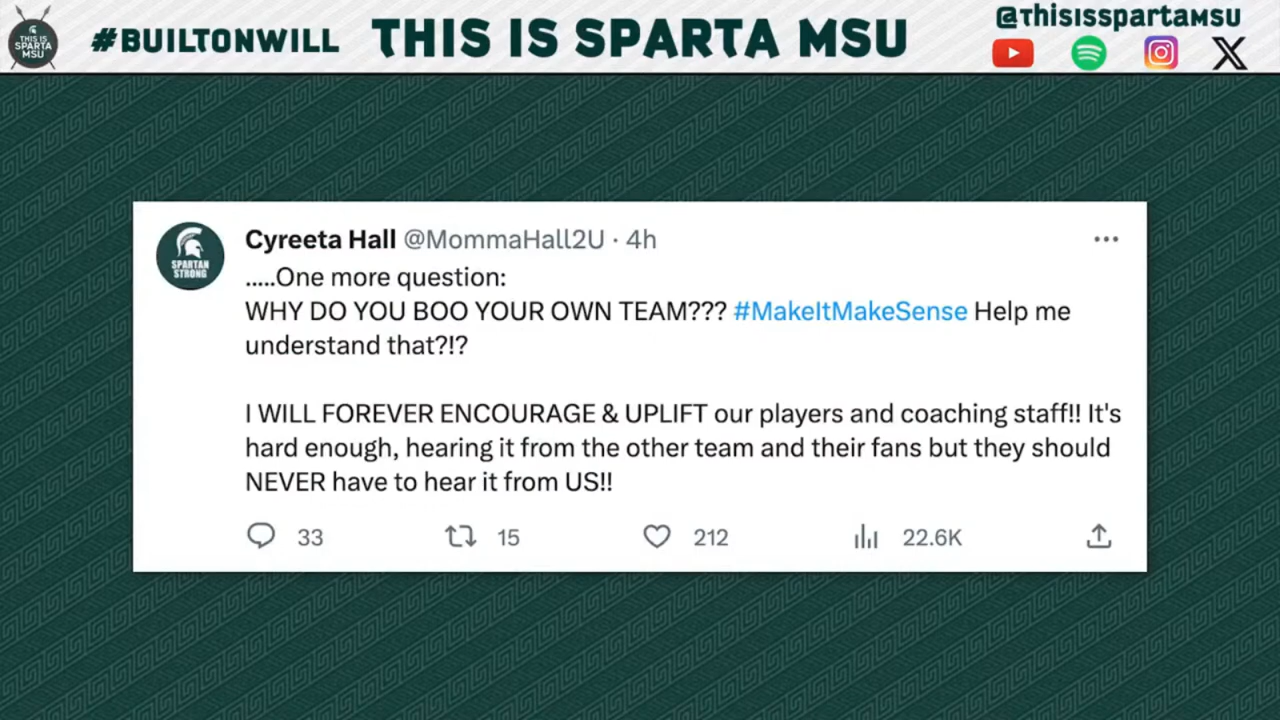 THIS IS
SPARTA
MSU
#BUILTONWILL
THIS IS SPARTA MSU
@THISISSPARTAMSU
SPARTAN
STRONG
Cyreeta Hall @MommaHall2U · 4h
.....One more question:
WHY DO YOU BOO YOUR OWN TEAM??? #MakeItMakeSense Help me
understand that?!?
I WILL FOREVER ENCOURAGE & UPLIFT our players and coaching staff!! It's
hard enough, hearing it from the other team and their fans but they should
NEVER have to hear it from US!!
33 15 212 22.6K